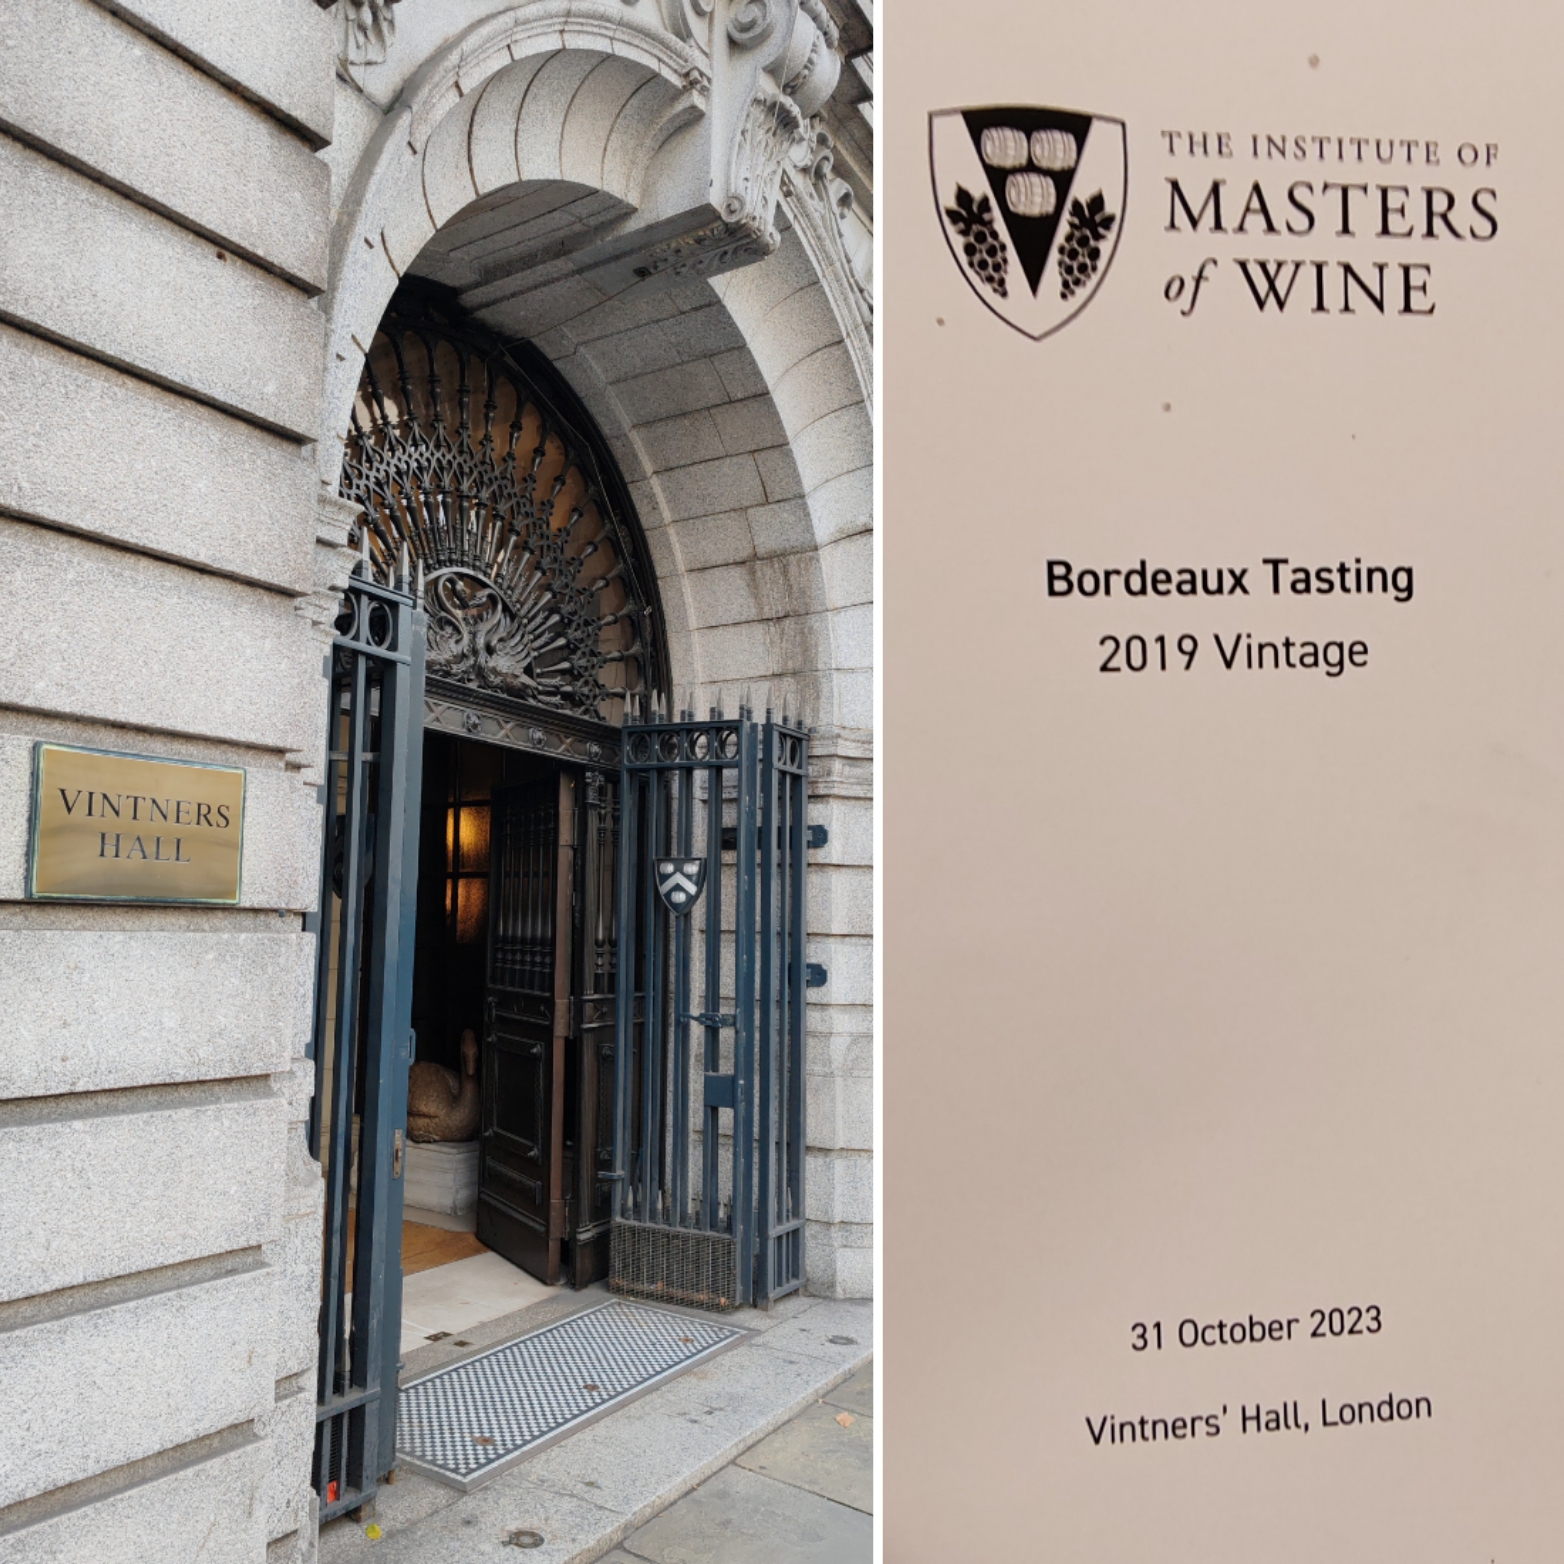 VINTNERS
HALL
THE INSTITUTE OF
MASTERS
of WINE
Bordeaux Tasting
2019 Vintage
31 October 2023
Vintners' Hall, London